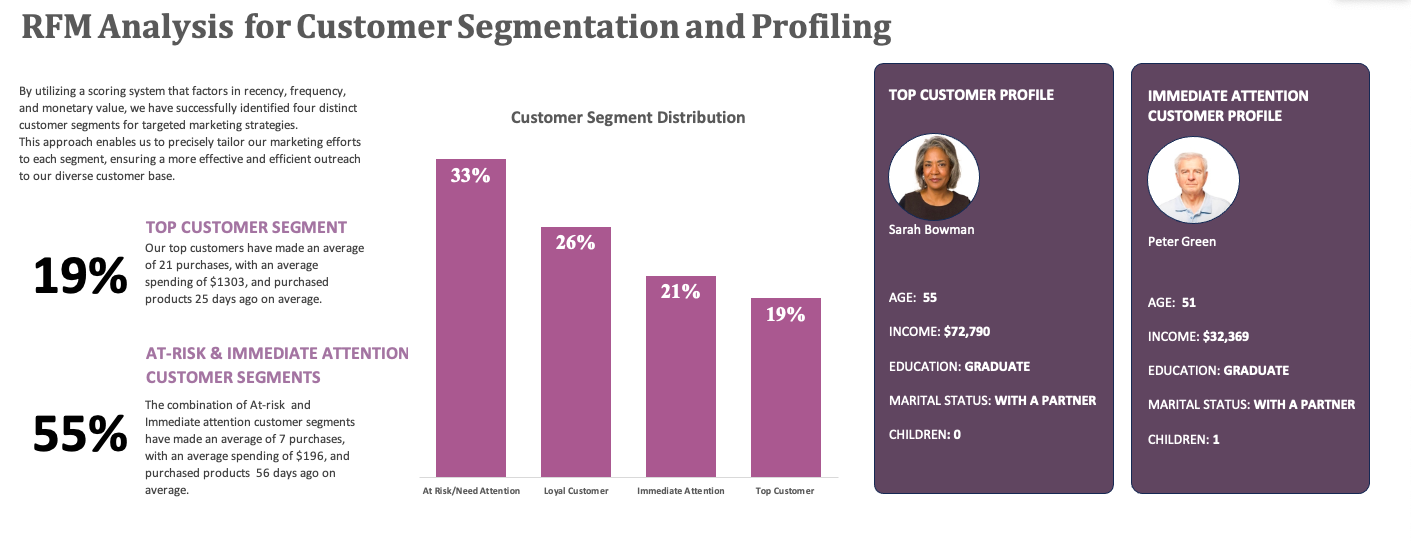 RFM Analysis for Customer Segmentation and Profiling
By utilizing a scoring system that factors in recency, frequency,
and monetary value, we have successfully identified four distinct
customer segments for targeted marketing strategies.
This approach enables us to precisely tailor our marketing efforts
to each segment, ensuring a more effective and efficient outreach
to our diverse customer base.
19%
TOP CUSTOMER SEGMENT
Our top customers have made an average
of 21 purchases, with an average
spending of $1303, and purchased
products 25 days ago on average.
55%
AT-RISK & IMMEDIATE ATTENTION
CUSTOMER SEGMENTS
The combination of At-risk and
Immediate attention customer segments
have made an average of 7 purchases,
with an average spending of $196, and
purchased products 56 days ago on
average.
Customer Segment Distribution
33%
26%
21%
19%
At Risk/Need Attention
Loyal Customer
Immediate Attention
Top Customer
TOP CUSTOMER PROFILE
Sarah Bowman
AGE: 55
INCOME: $72,790
EDUCATION: GRADUATE
MARITAL STATUS: WITH A PARTNER
CHILDREN: 0
IMMEDIATE ATTENTION
CUSTOMER PROFILE
Peter Green
AGE: 51
INCOME: $32,369
EDUCATION: GRADUATE
MARITAL STATUS: WITH A PARTNER
CHILDREN: 1